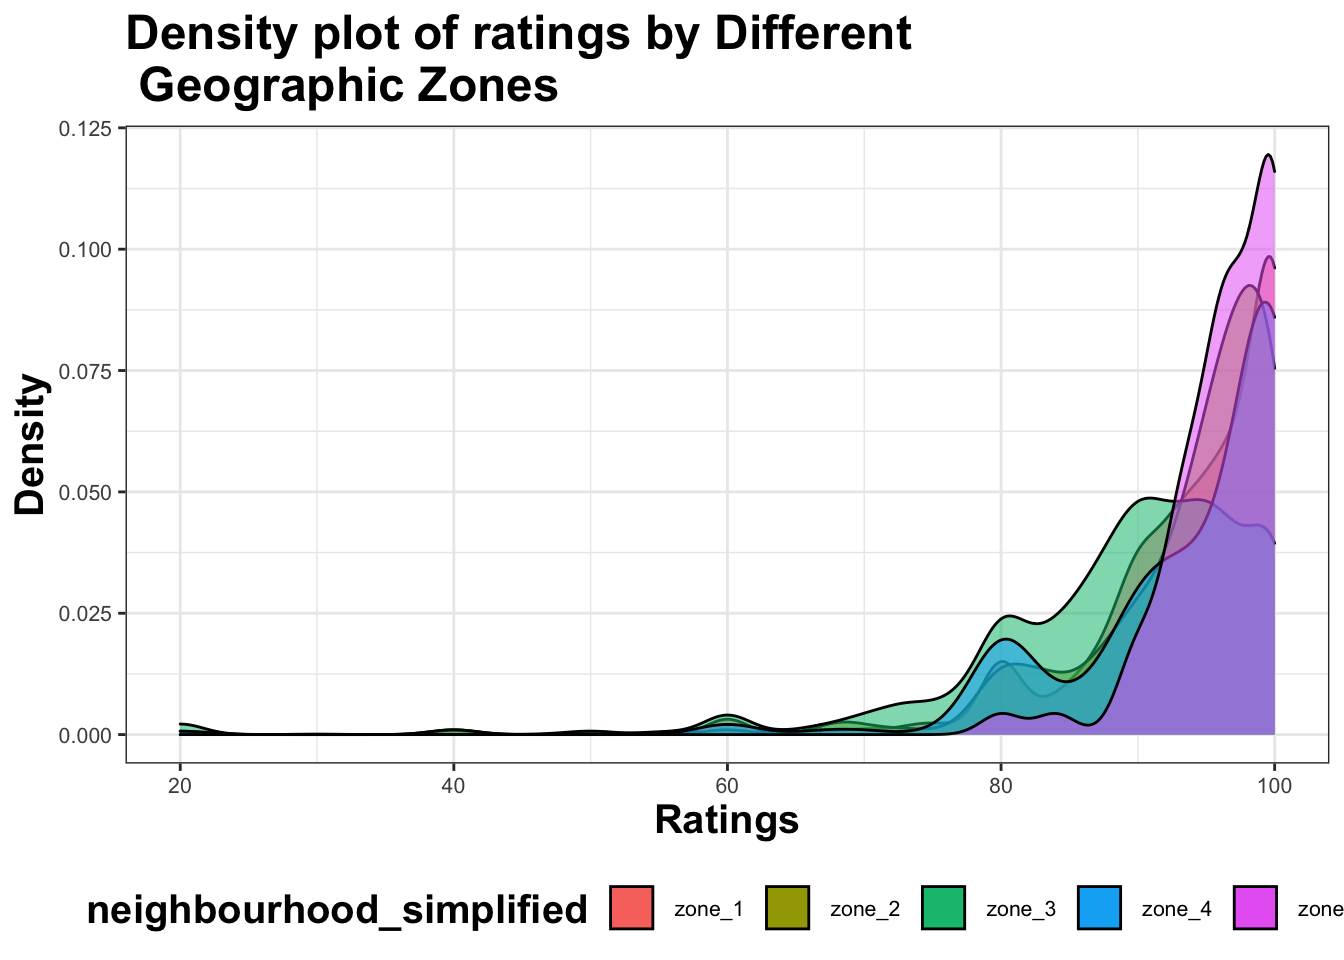 Density plot of ratings by Different
Geographic Zones
0.125
0.100
0.075
0.050
0.025
0.000
Density
20 40 60 80 100
Ratings
neighbourhood_simplified zone_1 zone_2 zone_3 zone_4 zone